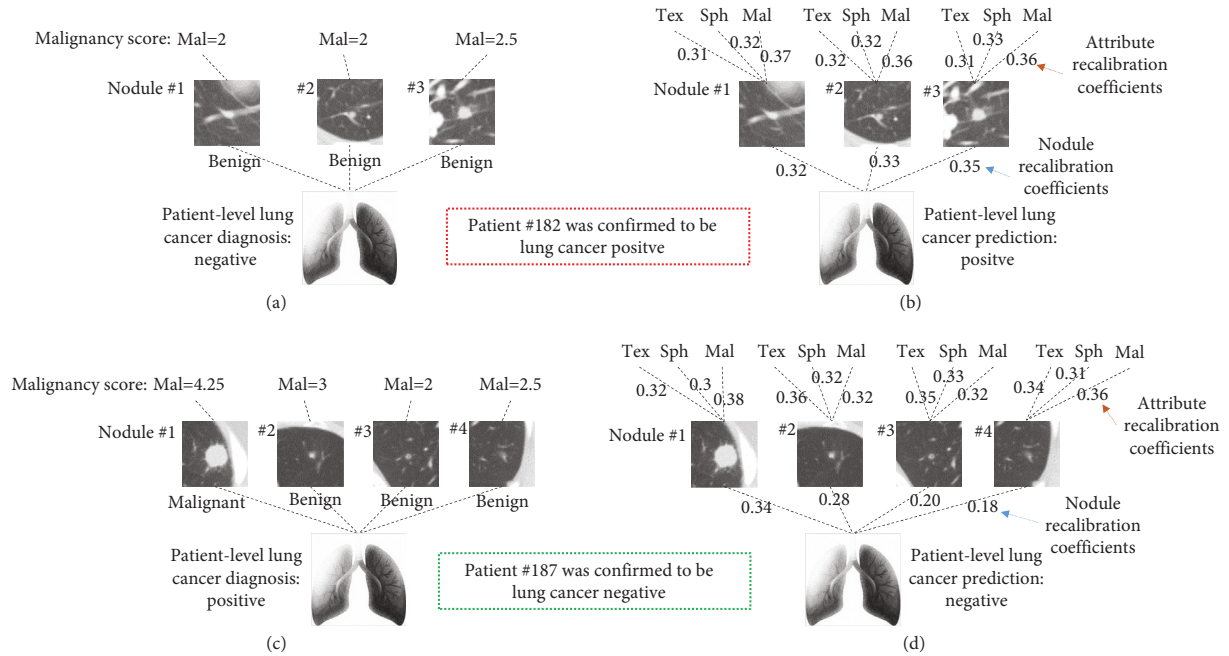 Malignancy score: Mal=2 Mal=2 Mal=2.5
Nodule #1 #2 #3
Benign Benign Benign
Patient-level lung
cancer diagnosis:
negative
(a)
Patient #182 was confirmed to be
lung cancer positve
Tex Sph Mal Tex Sph Mal Tex Sph Mal
0.31 0.32 0.37 0.32 0.32 0.36 0.31 0.33 0.36
Attribute
recalibration
coefficients
Nodule #1 #2 #3
0.32 0.33 0.35
Nodule
recalibration
coefficients
Patient-level lung
cancer prediction:
positve
(b)
Malignancy score: Mal=4.25 Mal=3 Mal=2 Mal=2.5
Nodule #1 #2 #3 #4
Malignant Benign Benign Benign
Patient-level lung
cancer diagnosis:
positive
(c)
Patient #187 was confirmed to be
lung cancer negative
Tex Sph Mal Tex Sph Mal Tex Sph Mal Tex Sph Mal
0.32 0.3 0.38 0.36 0.32 0.32 0.35 0.33 0.32 0.34 0.31 0.36
Attribute
recalibration
coefficients
Nodule #1 #2 #3 #4
0.34 0.28 0.20 0.18
Nodule
recalibration
coefficients
Patient-level lung
cancer prediction:
negative
(d)